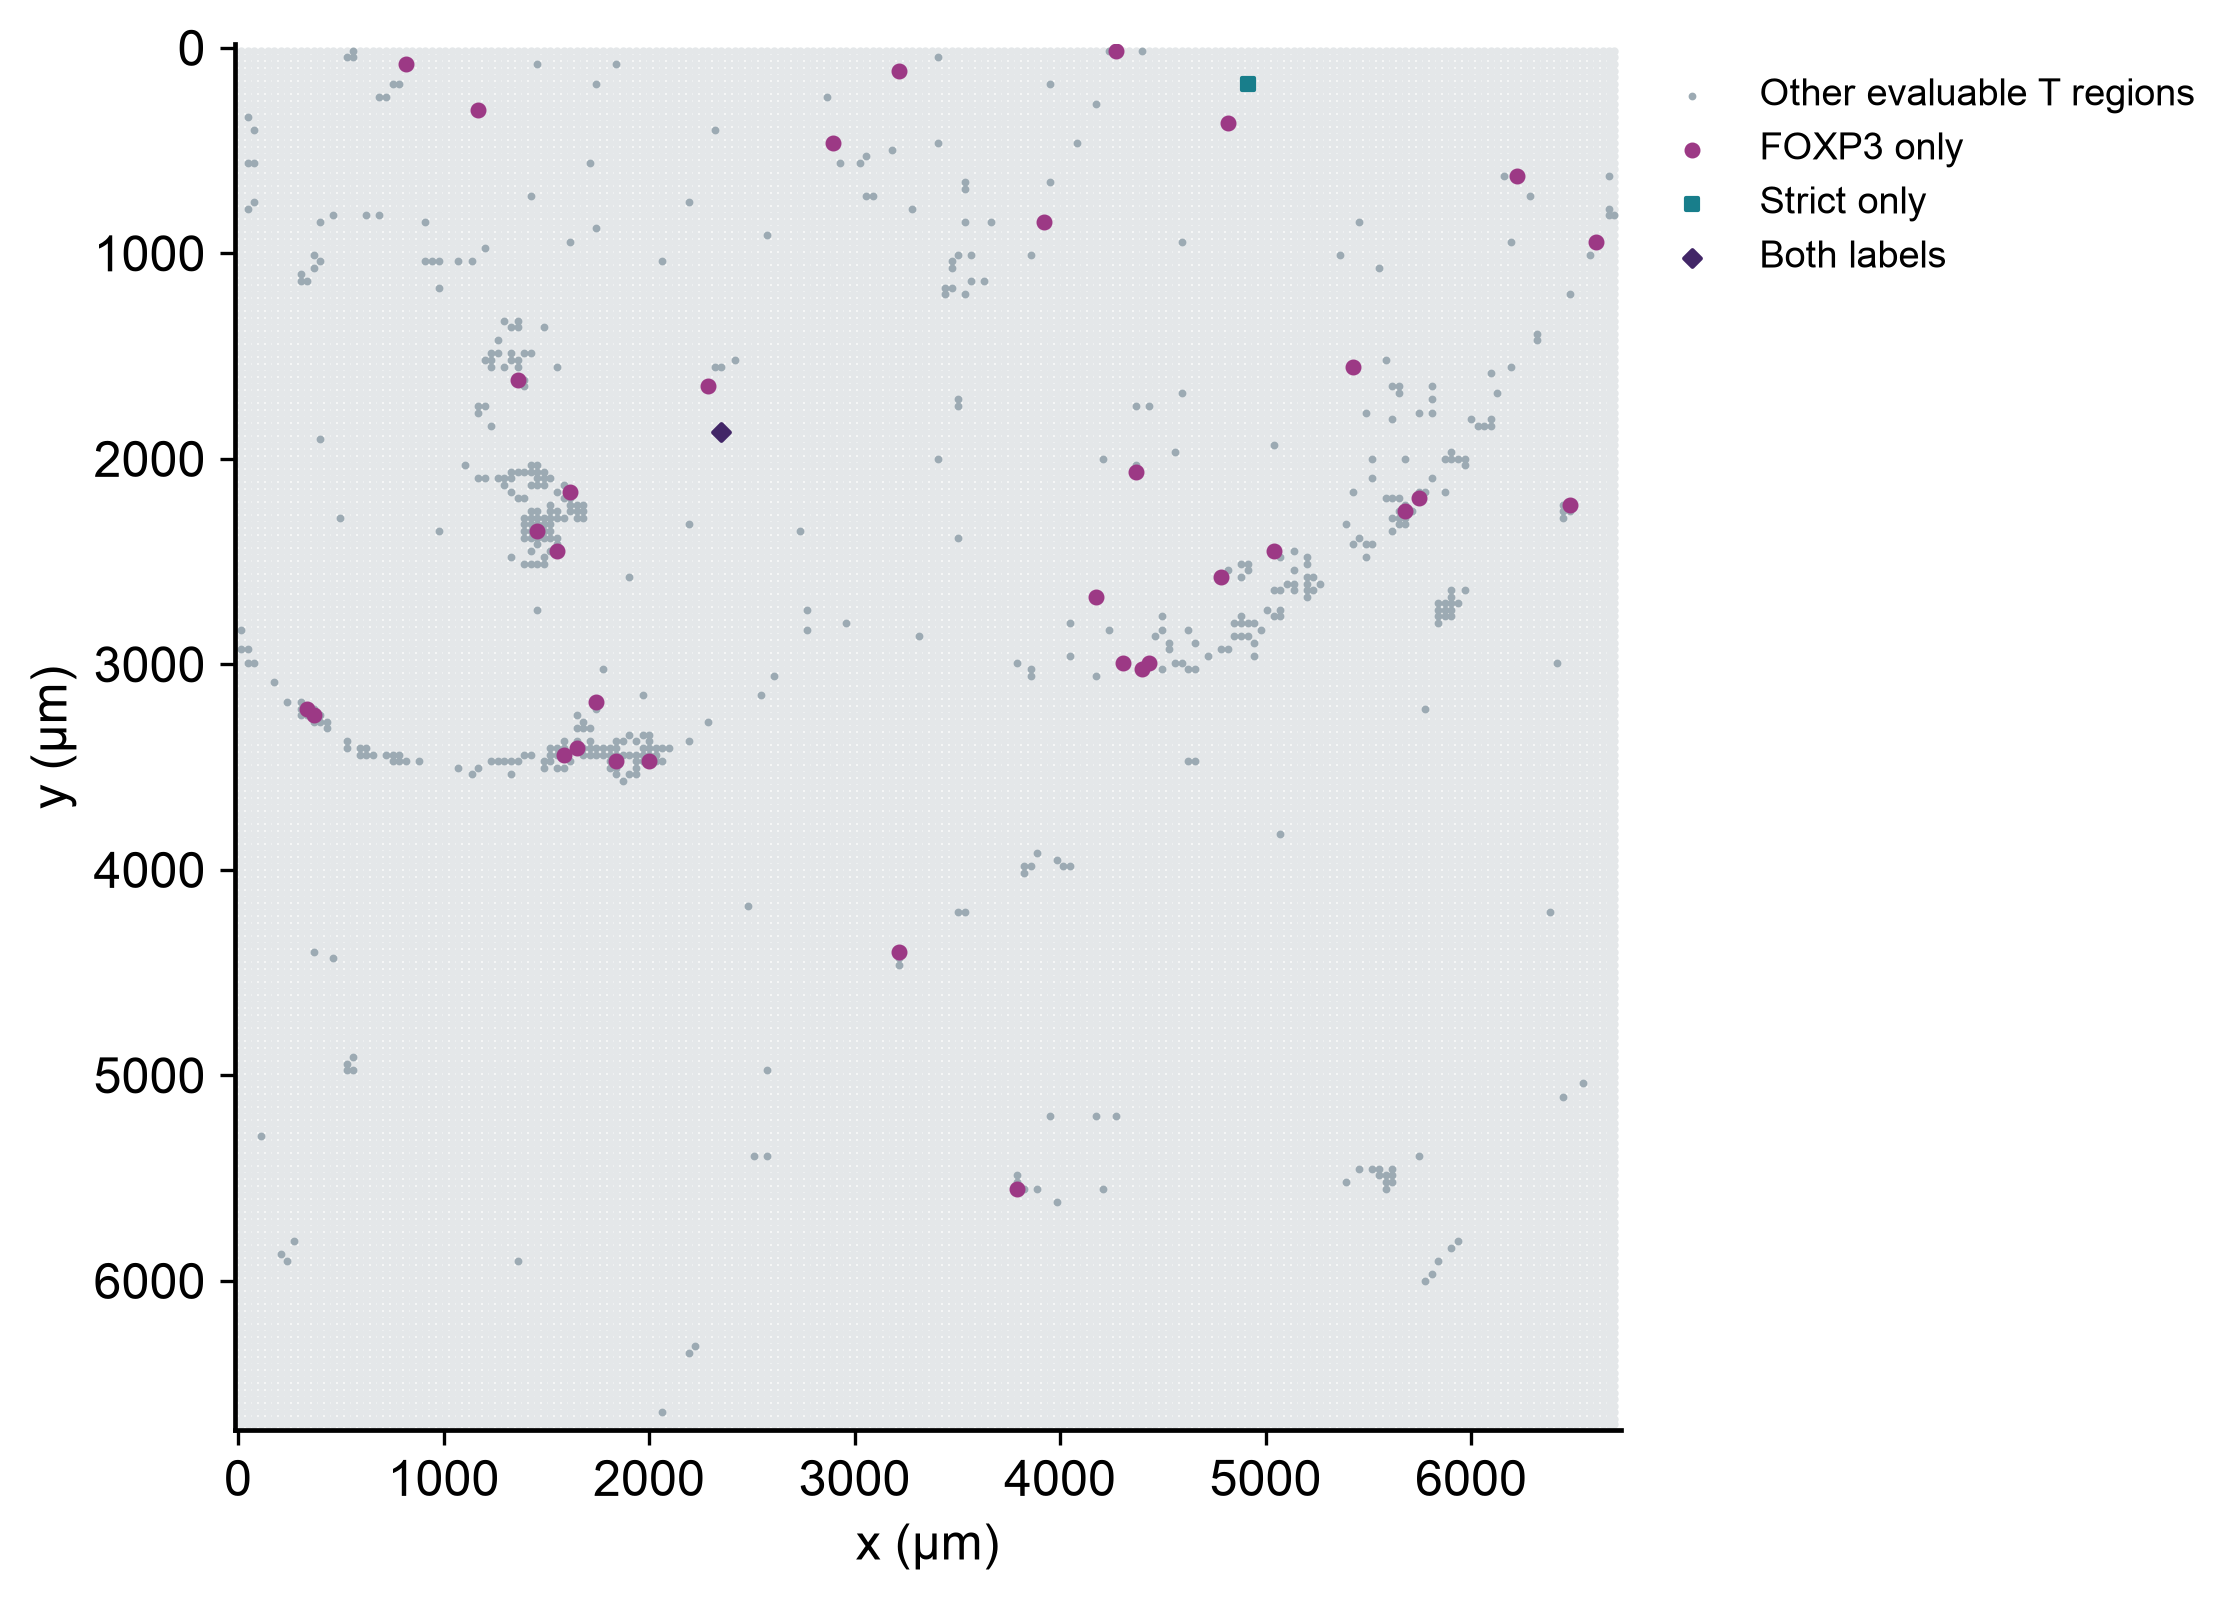 0
1000
2000
3000
4000
5000
6000
y (µm)
0 1000 2000 3000 4000 5000 6000
x (µm)
Other evaluable T regions
FOXP3 only
Strict only
Both labels